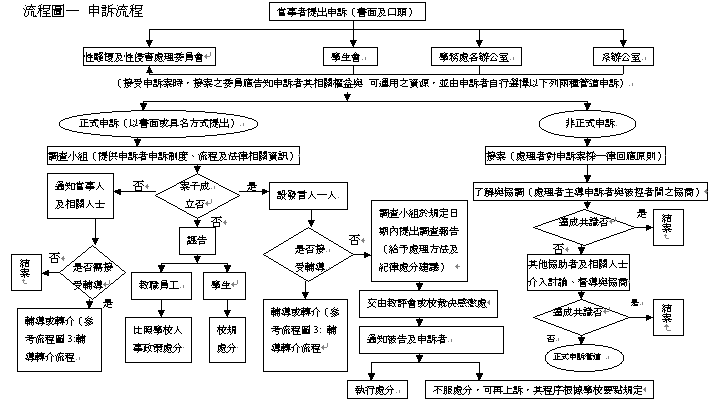 流程圖一 申訴流程
當事者提出申訴（書面及口頭）
性騷擾及性侵害處理委員會
學生會
學務處各辦公室
系辦公室
（接受申訴案時，接案之委員應告知申訴者其相關權益與 可運用之資源，並由申訴者自行選擇以下列兩種管道申訴）
正式申訴（以書面或具名方式提出）
非正式申訴
調查小組（提供申訴者申訴制度、流程及法律相關資訊）
接案（處理者對申訴案採一律回應原則）
通知當事人
及相關人士
否
案子成
立否
是
設發言人一人
調查小組於規定日
期內提出調查報告
（給予處理方法及
紀律處分建議）
了解與協調（處理者主導申訴者與被控者間之協商）
達成共識否
是
結案
否
誣告
是否接
受輔導
否
其他協助者及相關人士
介入討論、督導與協商
結案
否
是否需接
受輔導
是
教職員工
學生
交由教評會或校裁決懲處
達成共識否
是
結案
否
輔導或轉介（參
考流程圖3:輔
導轉介流程
比照學校人
事政策處分
校規
處分
輔導或轉介（參
考流程圖3: 輔
導轉介流程
通知被告及申訴者
正式申訴管道
執行處分
不服處分，可再上訴，其程序根據學校要點規定